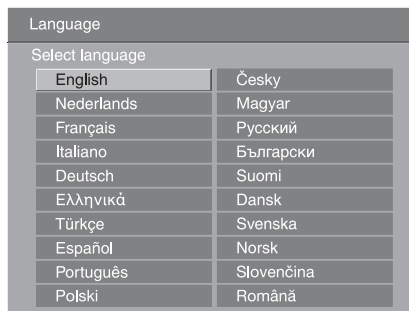 Language
Select language
English Česky
Nederlands Magyar
Français Русский
Italiano Български
Deutsch Suomi
Ελληνικἀ Dansk
Türkçe Svenska
Español Norsk
Português Slovenčina
Polski Română